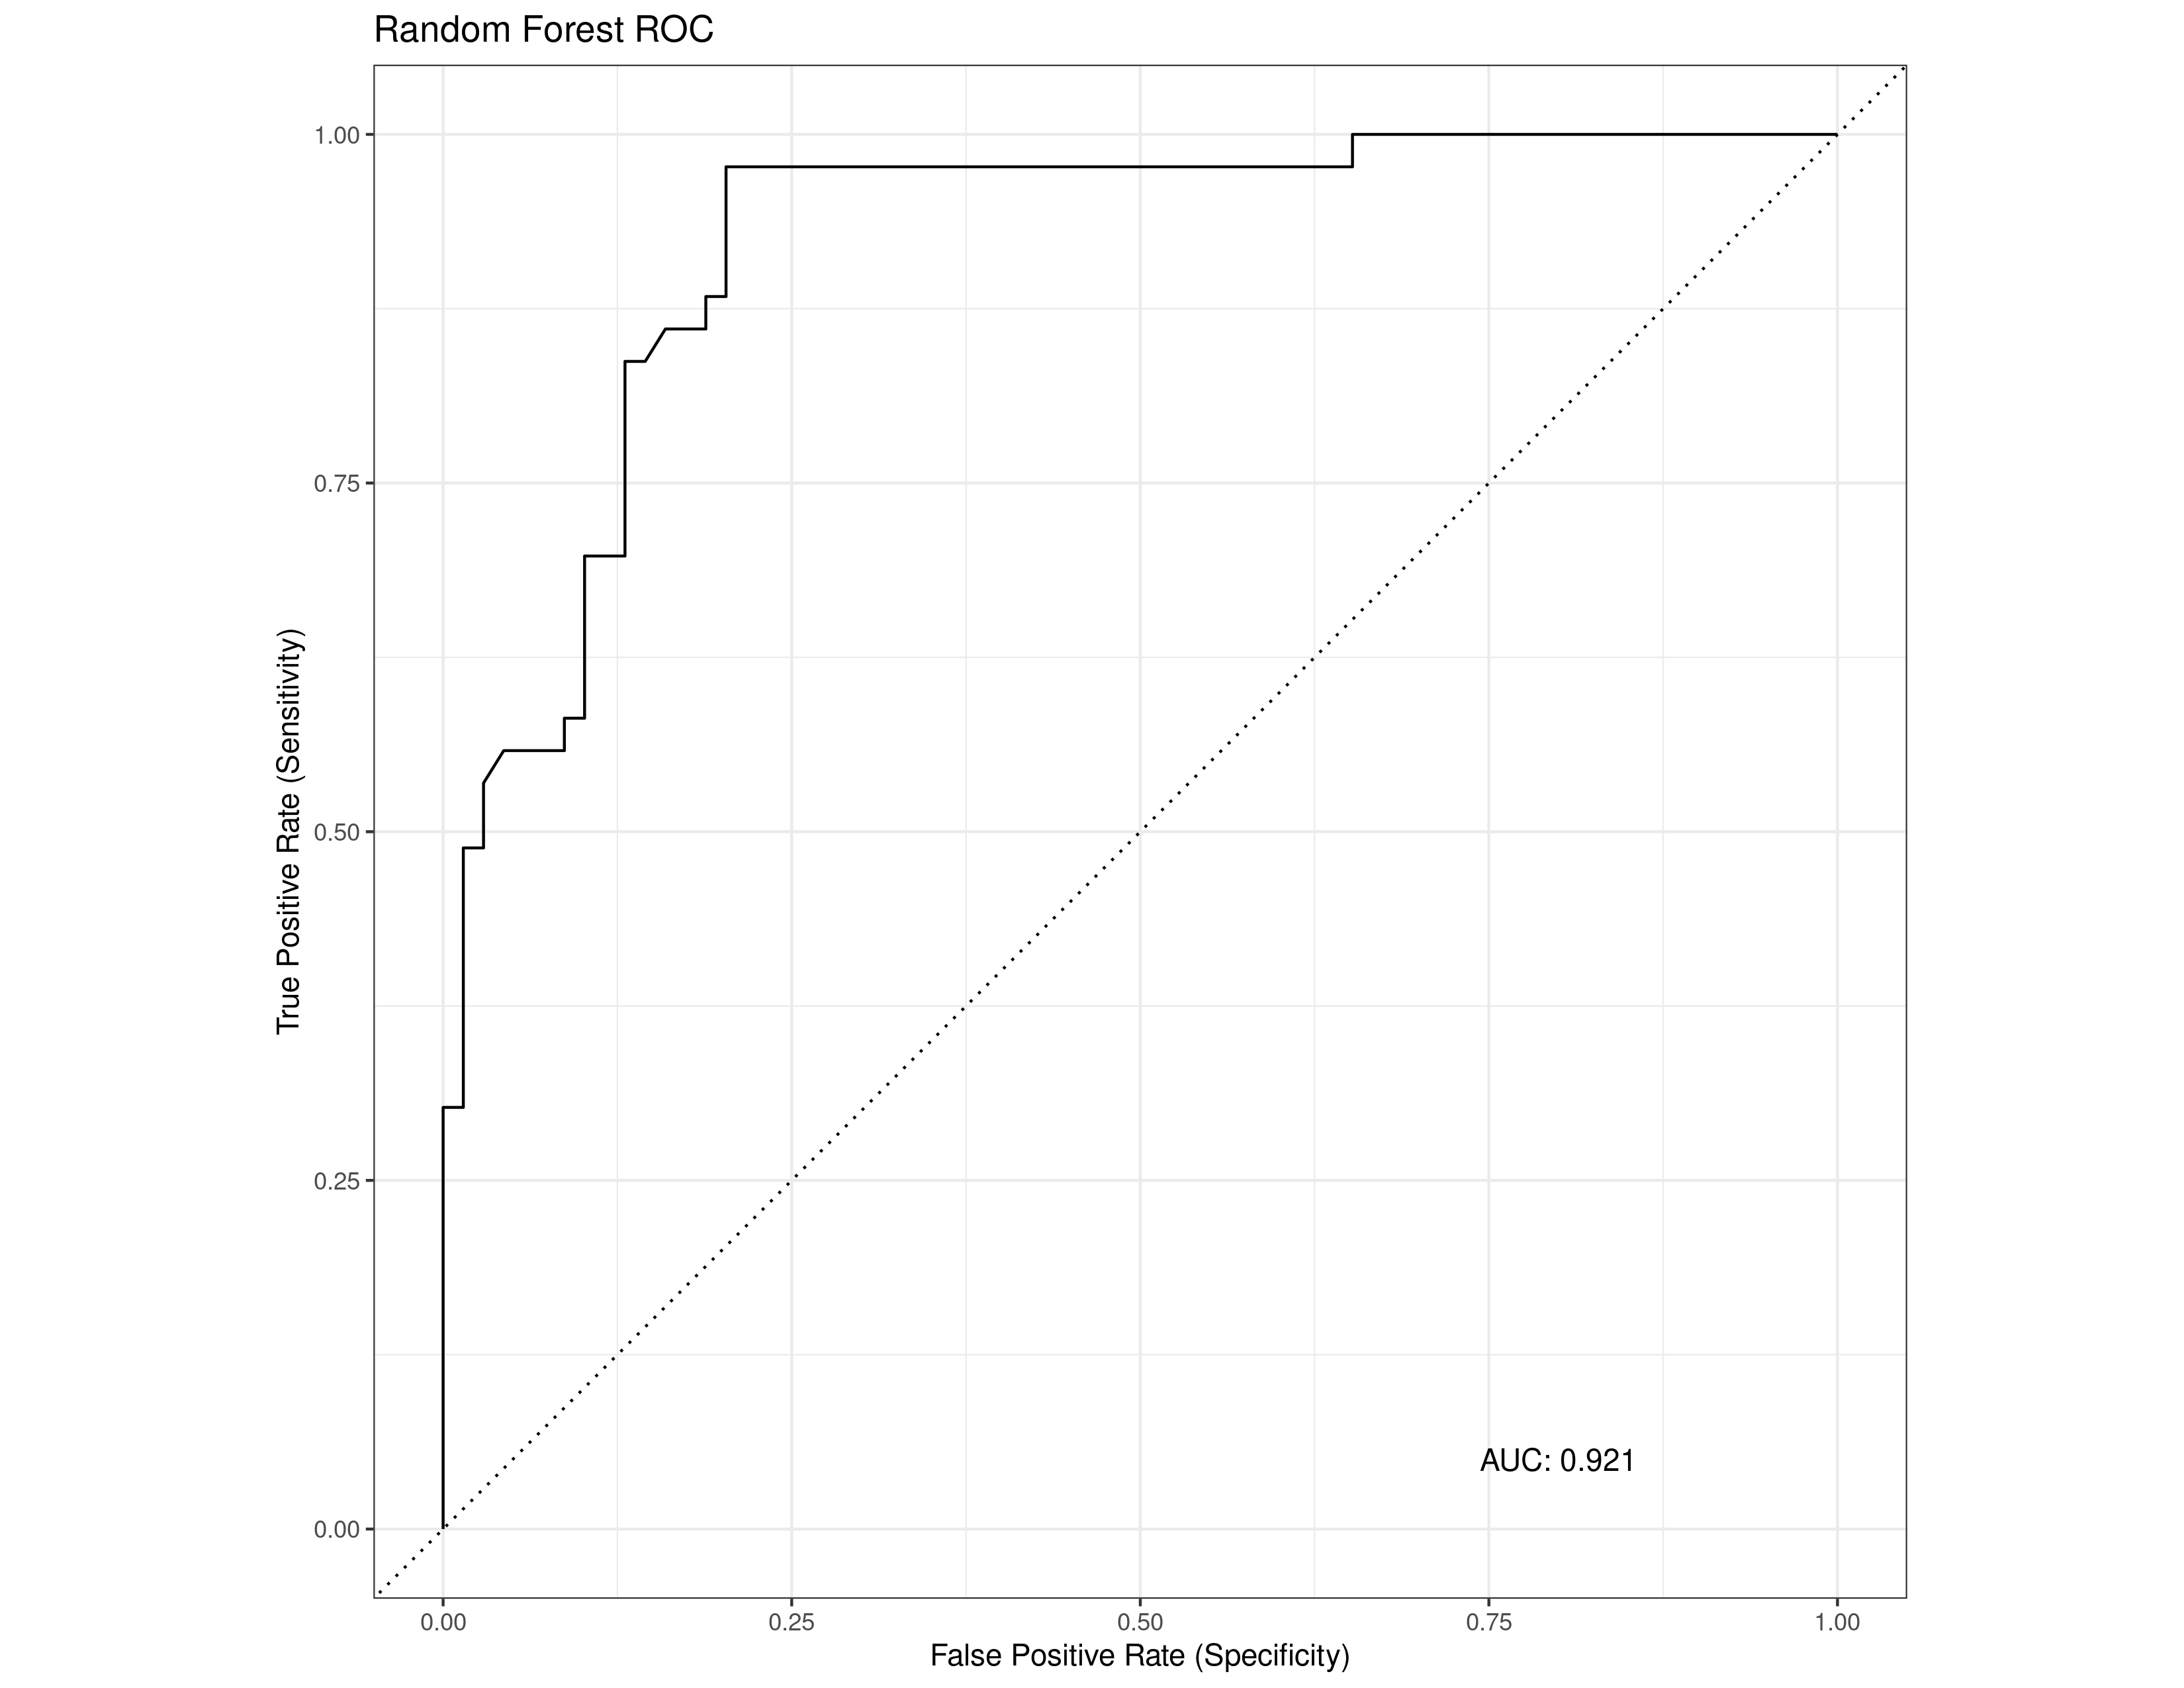 Random Forest ROC
True Positive Rate (Sensitivity)
1.00
0.75
0.50
0.25
0.00
AUC: 0.921
0.00 0.25 0.50 0.75 1.00
False Positive Rate (Specificity)